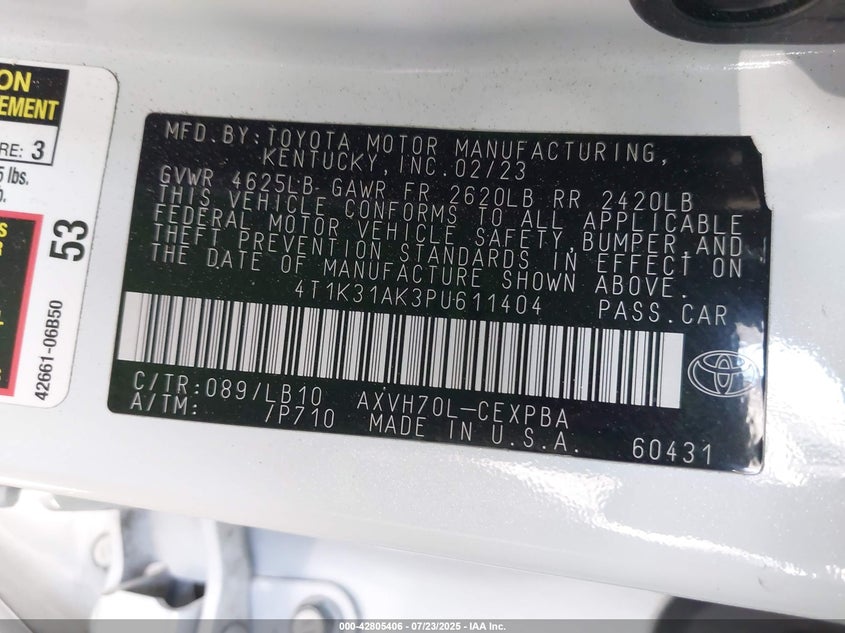 ON
EMENT
RE: 3
5 lbs.
53
42661-06B50
MFD.BY:TOYOTA MOTOR MANUFACTURING,
KENTUCKY,INC.02/23
GVWR 4625LB GAWR FR 2620LB RR 2420LB
THIS VEHICLE CONFORMS TO ALL APPLICABLE
FEDERAL MOTOR VEHICLE SAFETY,BUMPER,AND
THEFT PREVENTION STANDARDS IN EFFECT ON
THE DATE OF MANUFACTURE SHOWN ABOVE.
4T1K31AK3PU611404 PASS.CAR
C/TR:089/LB10 AXVH70L-CEXPBA
A/TM: /P710 MADE IN U.S.A. 60431
000-42805406 - 07/23/2025 - IAA Inc.